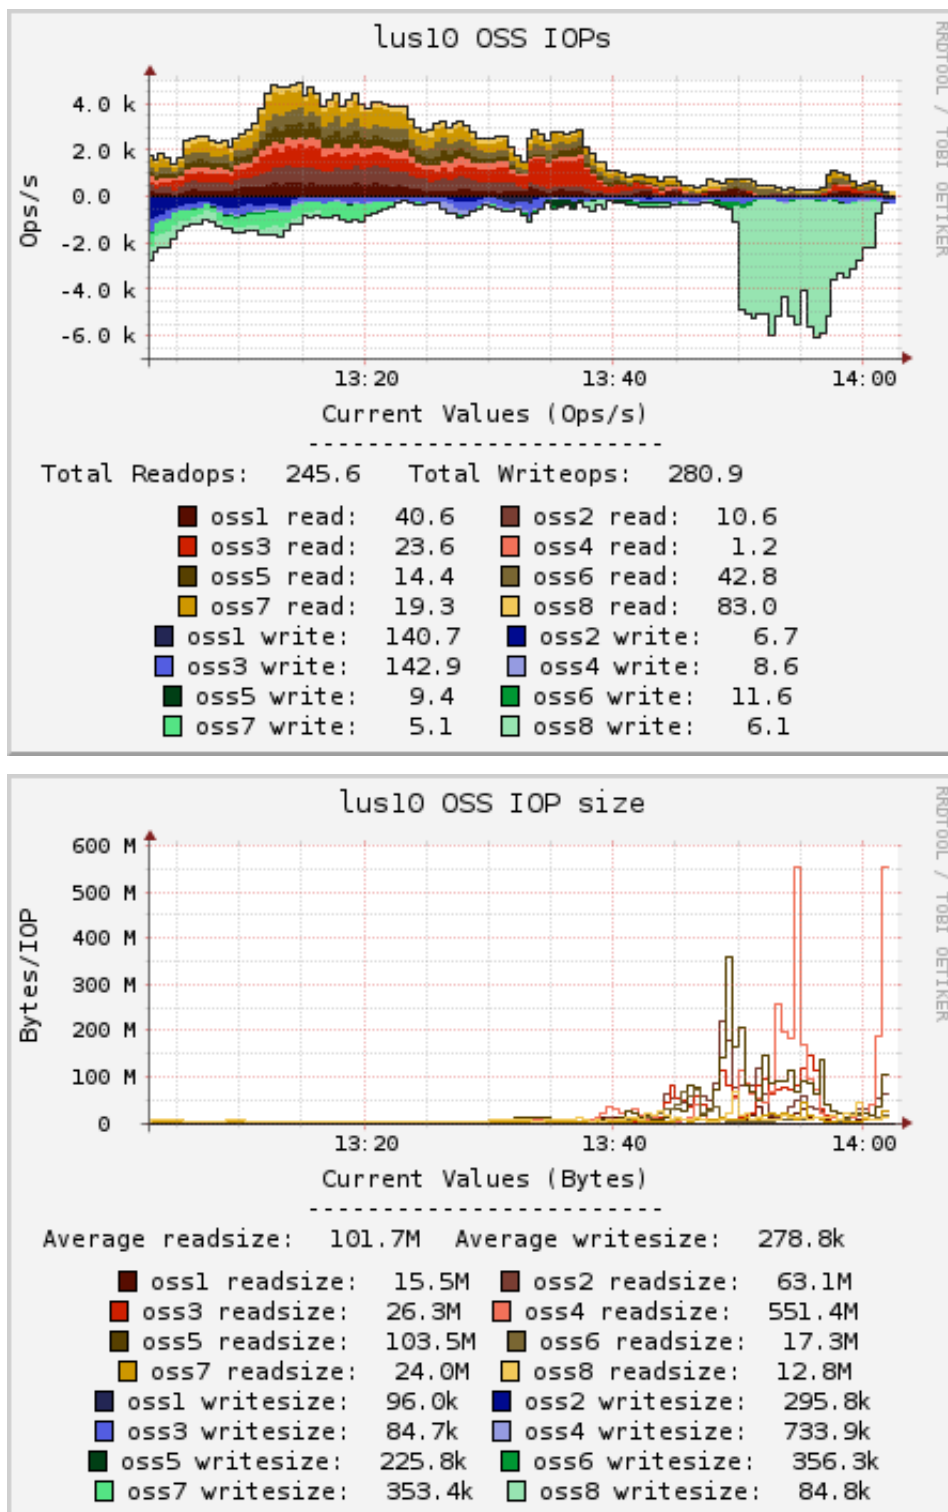 lus10 OSS IOPs
RRDTOOL / TOBI OETIKER
Ops/s
4.0 k
2.0 k
0.0
-2.0 k
-4.0 k
-6.0 k
13:20 13:40 14:00
Current Values (Ops/s)
------------------------
Total Readops: 245.6 Total Writeops: 280.9
oss1 read: 40.6 oss2 read: 10.6
oss3 read: 23.6 oss4 read: 1.2
oss5 read: 14.4 oss6 read: 42.8
oss7 read: 19.3 oss8 read: 83.0
oss1 write: 140.7 oss2 write: 6.7
oss3 write: 142.9 oss4 write: 8.6
oss5 write: 9.4 oss6 write: 11.6
oss7 write: 5.1 oss8 write: 6.1
lus10 OSS IOP size
RRDTOOL / TOBI OETIKER
Bytes/IOP
600 M
500 M
400 M
300 M
200 M
100 M
0
13:20 13:40 14:00
Current Values (Bytes)
------------------------
Average readsize: 101.7M Average writesize: 278.8k
oss1 readsize: 15.5M oss2 readsize: 63.1M
oss3 readsize: 26.3M oss4 readsize: 551.4M
oss5 readsize: 103.5M oss6 readsize: 17.3M
oss7 readsize: 24.0M oss8 readsize: 12.8M
oss1 writesize: 96.0k oss2 writesize: 295.8k
oss3 writesize: 84.7k oss4 writesize: 733.9k
oss5 writesize: 225.8k oss6 writesize: 356.3k
oss7 writesize: 353.4k oss8 writesize: 84.8k